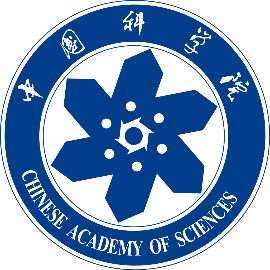 中国科学院
CHINESE ACADEMY OF SCIENCES